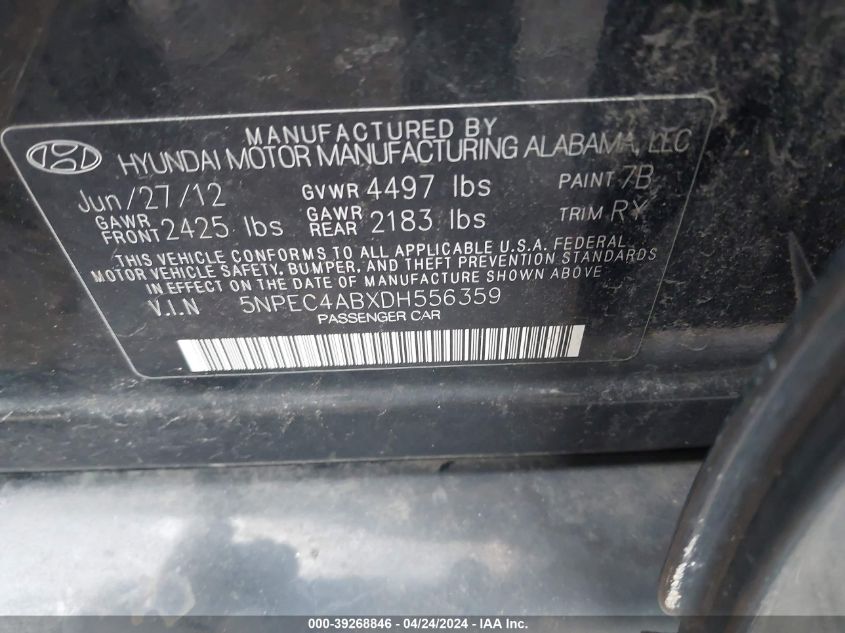 MANUFACTURED BY
HYUNDAI MOTOR MANUFACTURING ALABAMA, LLC
Jun/27/12 GVWR 4497 lbs PAINT 7B
GAWR FRONT 2425 lbs GAWR REAR 2183 lbs TRIM RY
THIS VEHICLE CONFORMS TO ALL APPLICABLE U.S.A. FEDERAL
MOTOR VEHICLE SAFETY, BUMPER, AND THEFT PREVENTION STANDARDS
IN EFFECT ON THE DATE OF MANUFACTURE SHOWN ABOVE.
V.I.N 5NPEC4ABXDH556359
PASSENGER CAR
000-39268846 - 04/24/2024 - IAA Inc.